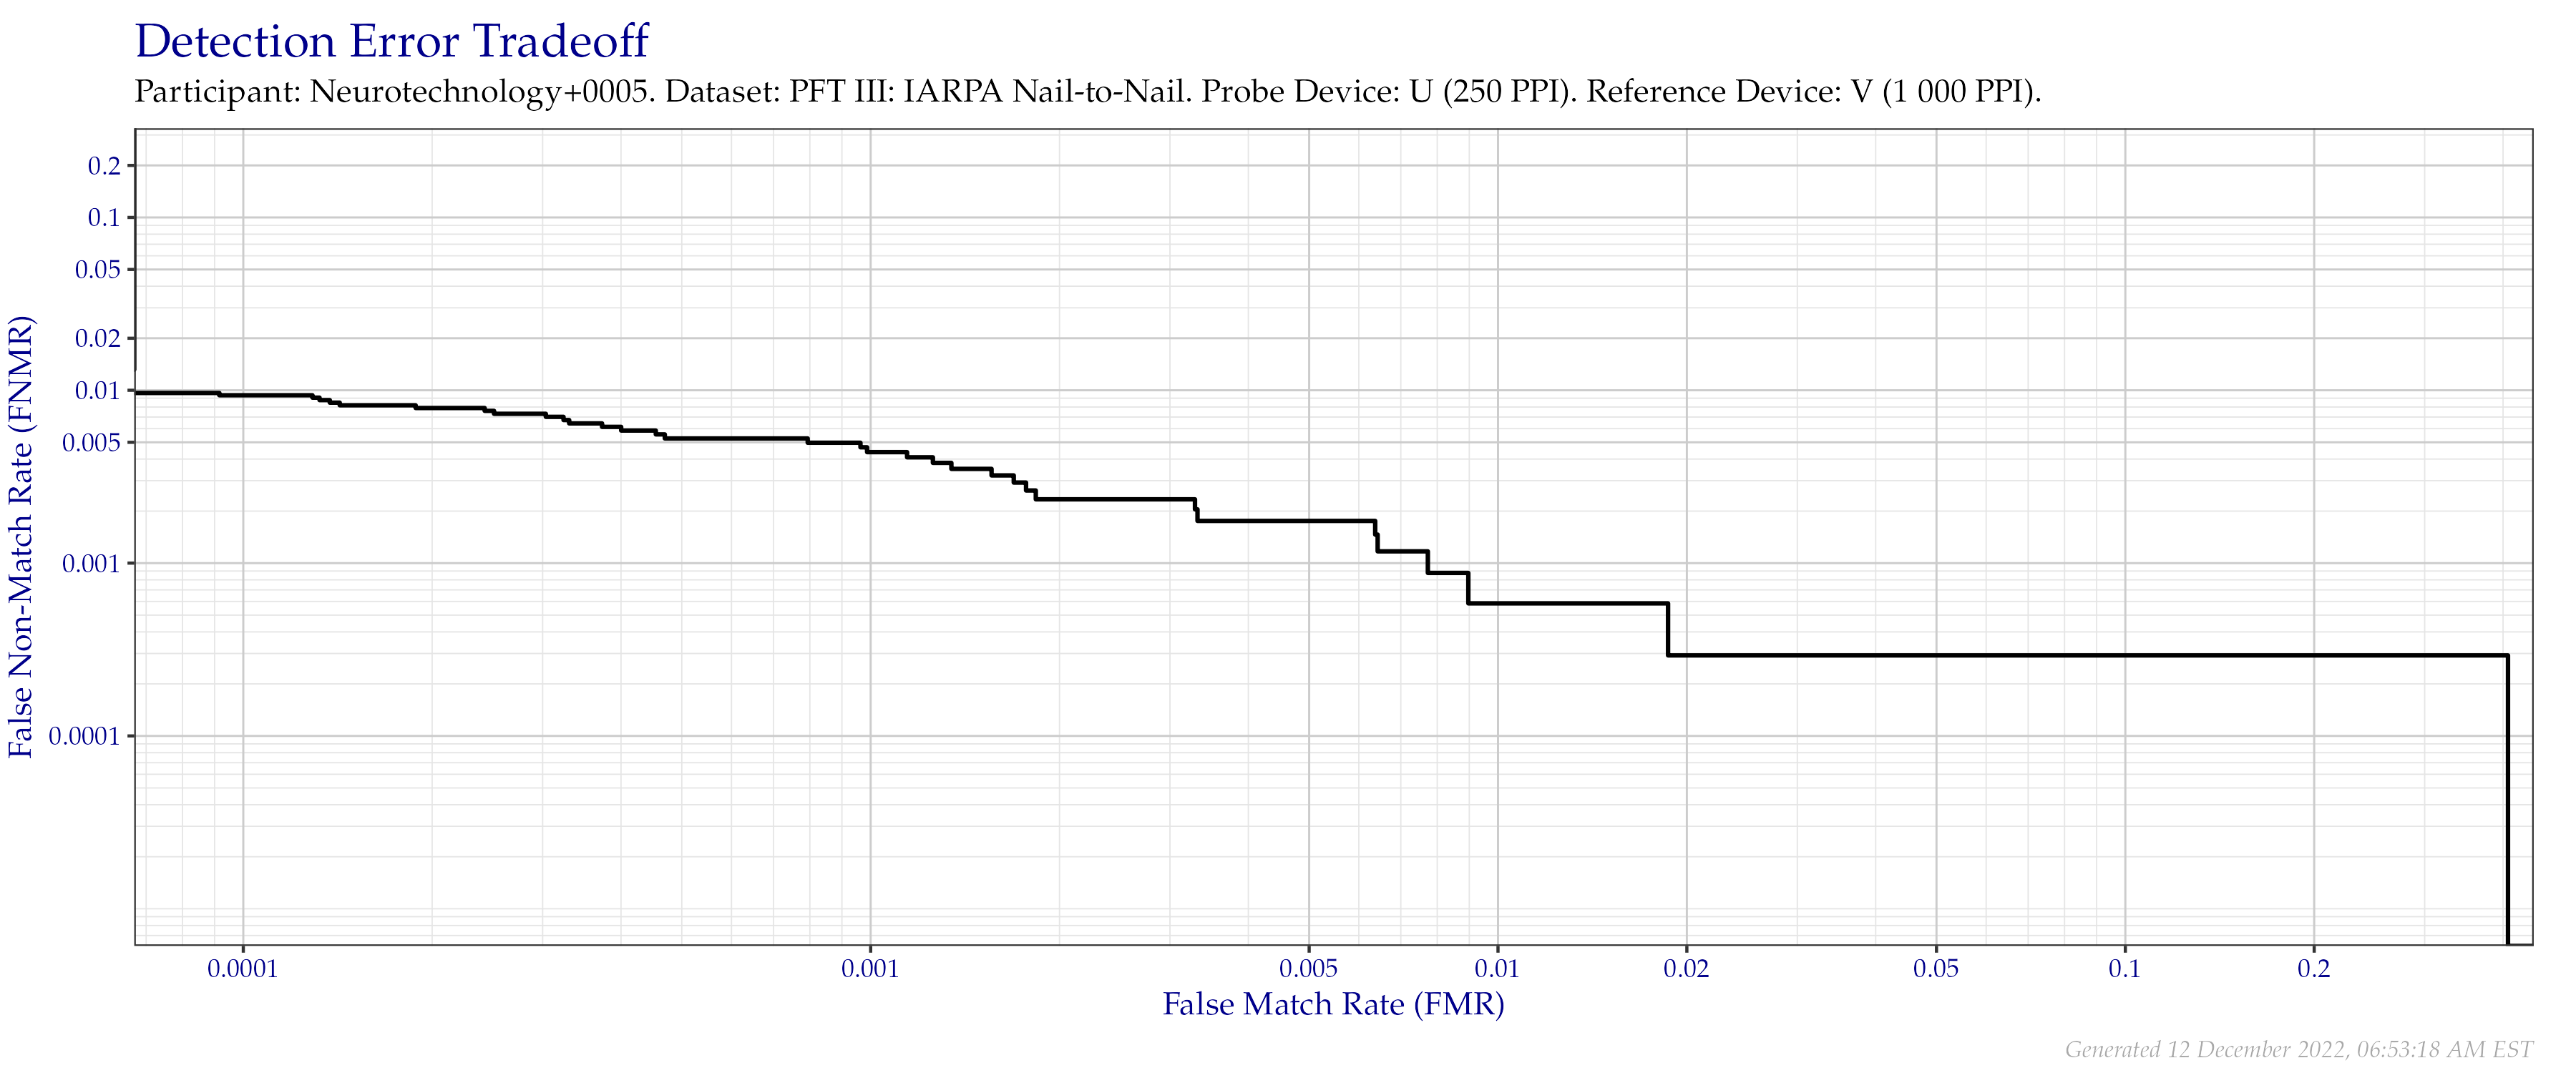 Detection Error Tradeoff
Participant: Neurotechnology+0005. Dataset: PFT III: IARPA Nail-to-Nail. Probe Device: U (250 PPI). Reference Device: V (1 000 PPI).
False Non-Match Rate (FNMR)
0.2
0.1
0.05
0.02
0.01
0.005
0.001
0.0001
0.0001 0.001 0.005 0.01 0.02 0.05 0.1 0.2
False Match Rate (FMR)
Generated 12 December 2022, 06:53:18 AM EST